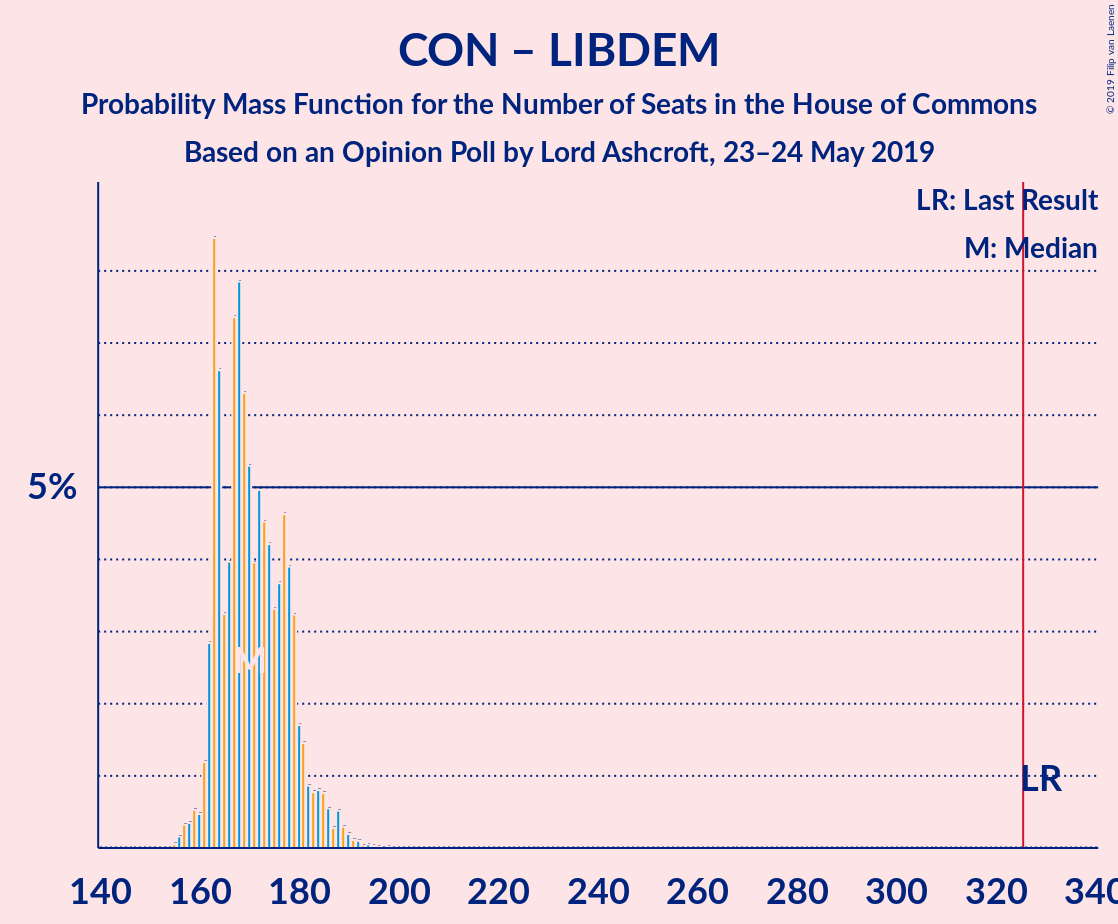 CON – LIBDEM
Probability Mass Function for the Number of Seats in the House of Commons
Based on an Opinion Poll by Lord Ashcroft, 23–24 May 2019
© 2019 Filip van Laenen
LR: Last Result
M: Median
5%
M
LR
140 160 180 200 220 240 260 280 300 320 340